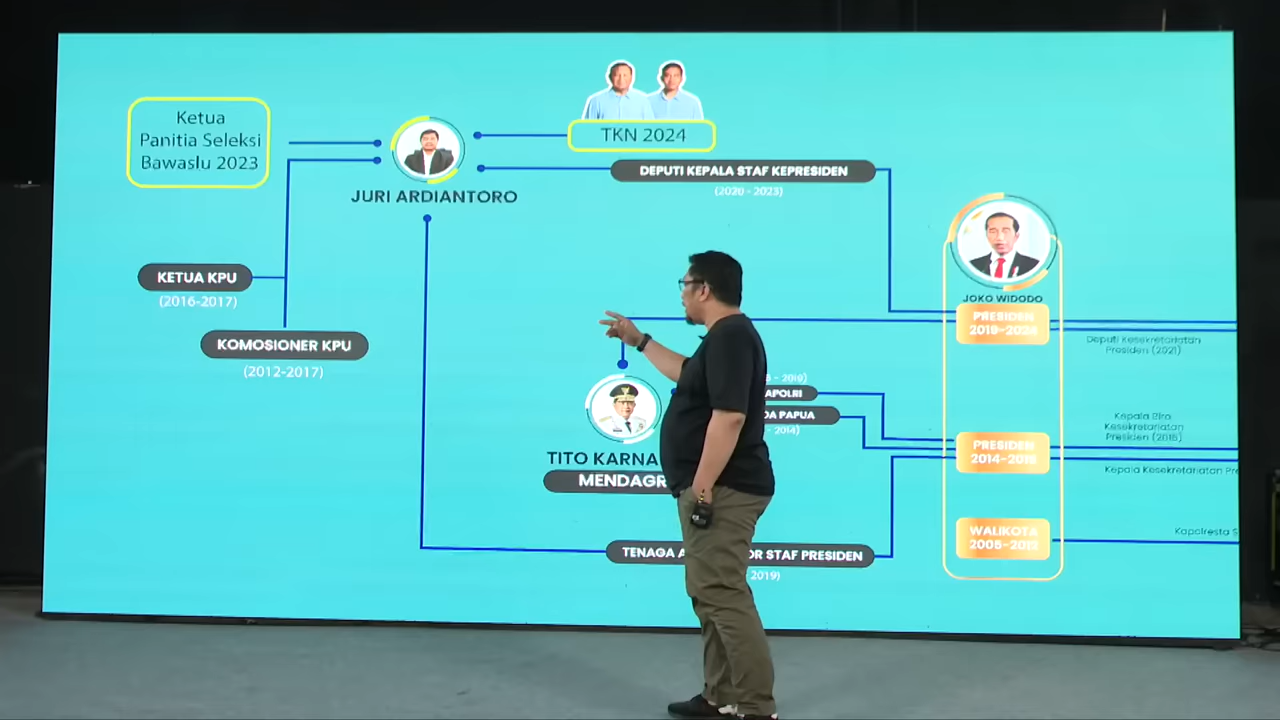 Ketua
Panitia Seleksi
Bawaslu 2023
TKN 2024
DEPUTI KEPALA STAF KEPRESIDEN
(2020 - 2023)
JURI ARDIANTORO
KETUA KPU
(2016-2017)
KOMOSIONER KPU
(2012-2017)
JOKO WIDODO
PRESIDEN
2019-2024
Deputi Kesekretariatan
Presiden (2021)
- 2019)
APOLRI
DA PAPUA
- 2014)
Kepala Biro
Kesekretariatan
Presiden (2016)
PRESIDEN
2014-2019
Kepala Kesekretariatan Pre
TITO KARNA
MENDAGR
WALIKOTA
2005-2012
Kapolresta S
TENAGA A OR STAF PRESIDEN
2019)